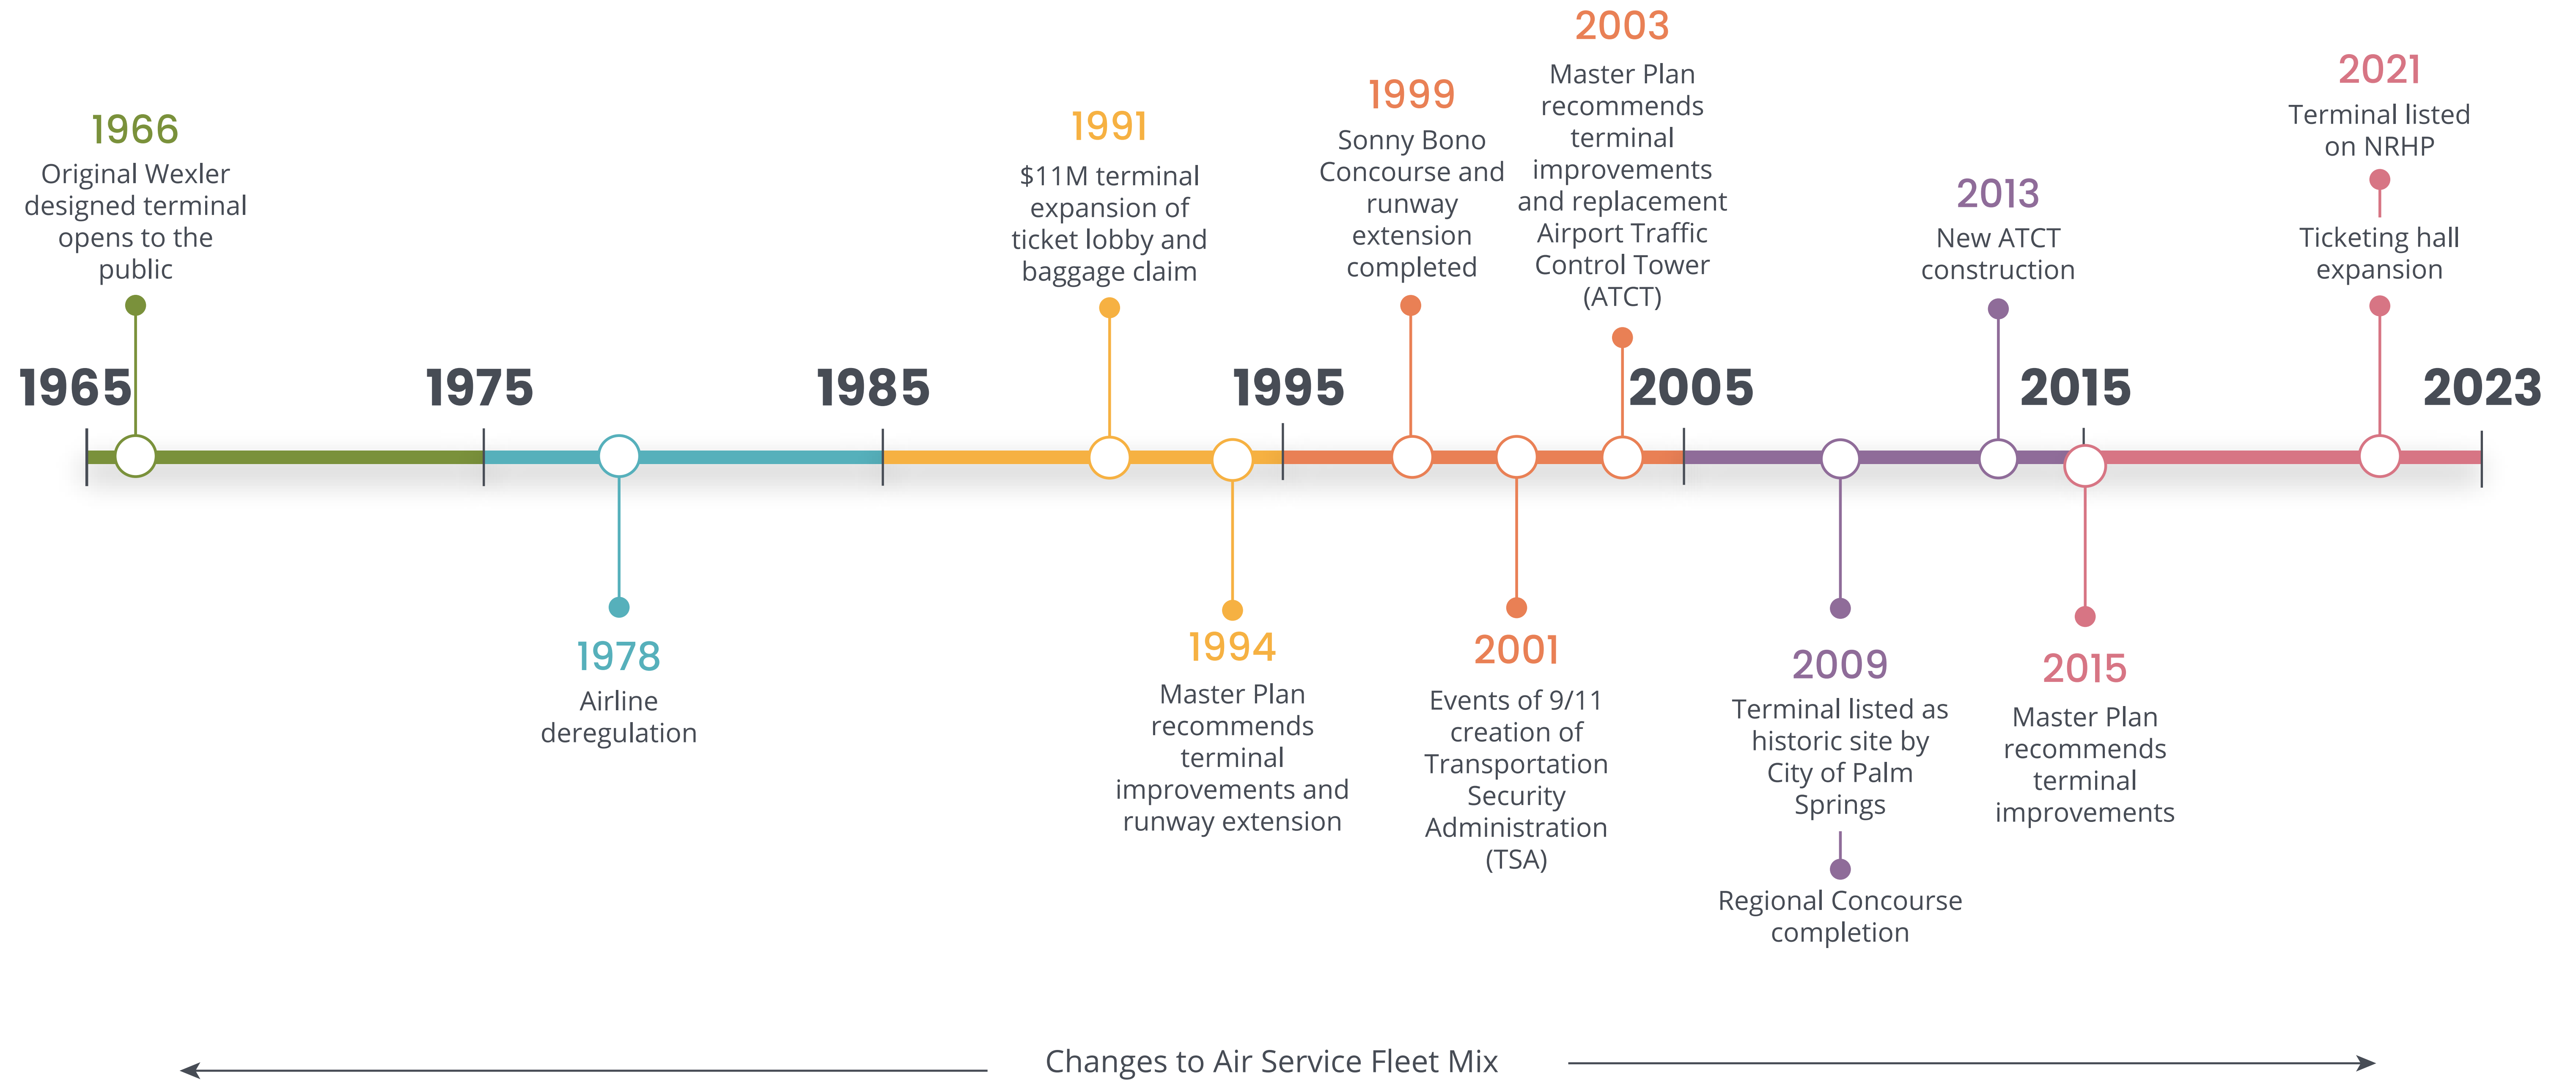 1966
Original Wexler
designed terminal
opens to the
public
1991
$11M terminal
expansion of
ticket lobby and
baggage claim
1999
Sonny Bono
Concourse and
runway
extension
completed
2003
Master Plan
recommends
terminal
improvements
and replacement
Airport Traffic
Control Tower
(ATCT)
2013
New ATCT
construction
2021
Terminal listed
on NRHP
Ticketing hall
expansion
1965
1975
1985
1995
2005
2015
2023
1978
Airline
deregulation
1994
Master Plan
recommends
terminal
improvements and
runway extension
2001
Events of 9/11
creation of
Transportation
Security
Administration
(TSA)
2009
Terminal listed as
historic site by
City of Palm
Springs
Regional Concourse
completion
2015
Master Plan
recommends
terminal
improvements
Changes to Air Service Fleet Mix